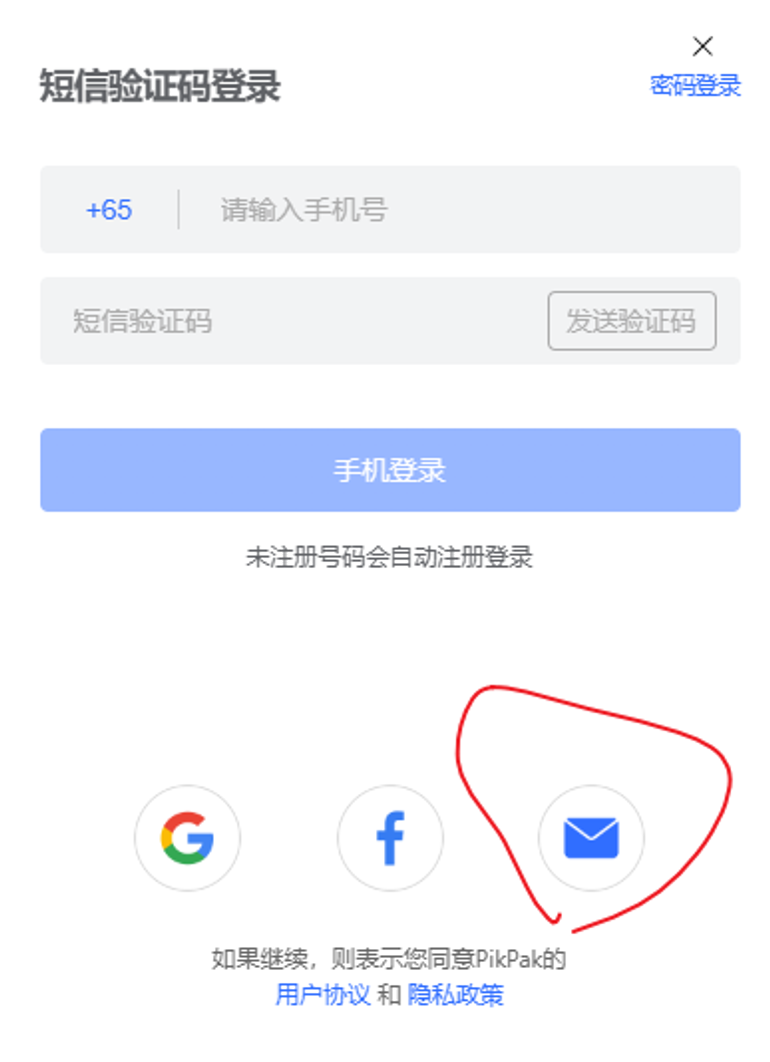 短信验证码登录
密码登录
+65 请输入手机号
短信验证码 发送验证码
手机登录
未注册号码会自动注册登录
如果继续，则表示您同意PikPak的
用户协议 和 隐私政策